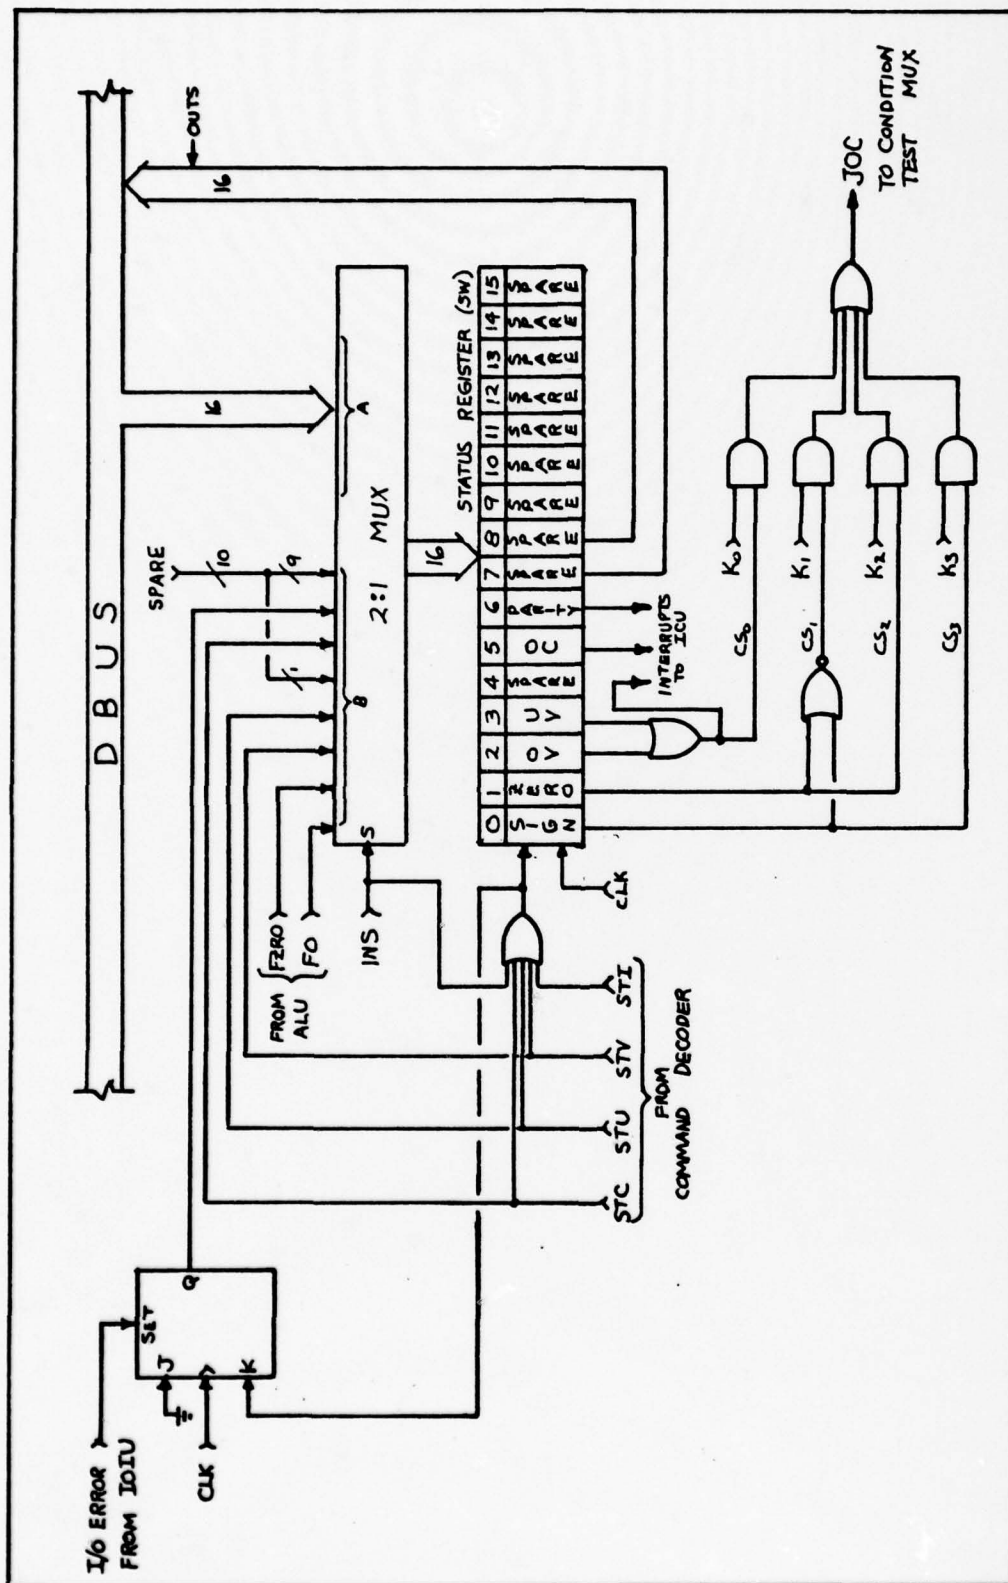 D BUS
OUTS
16
16
SPARE
10
9
1
B
A
S
2:1 MUX
16
I/O ERROR
FROM IOIU
SET
J
K
Q
CLK
FROM
ALU
FZRO
FO
INS
STATUS REGISTER (SW)
0 1 2 3 4 5 6 7 8 9 10 11 12 13 14 15
SIGN
ZERO
OV
UV
SPARE
OC
PARITY
SPARE
SPARE
SPARE
SPARE
SPARE
SPARE
SPARE
SPARE
SPARE
CLK
INTERRUPTS
TO
ICU
STC
STU
STV
STI
FROM
COMMAND DECODER
K0
CS0
K1
CS1
K2
CS2
K3
CS3
JOC
TO CONDITION
TEST MUX